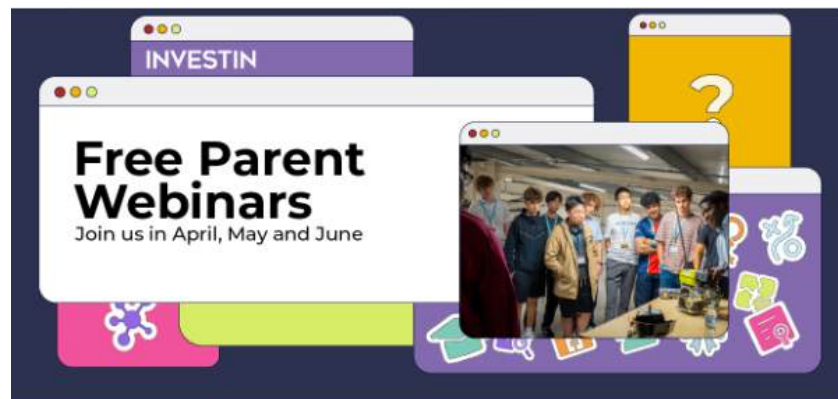 INVESTIN
?
Free Parent
Webinars
Join us in April, May and June